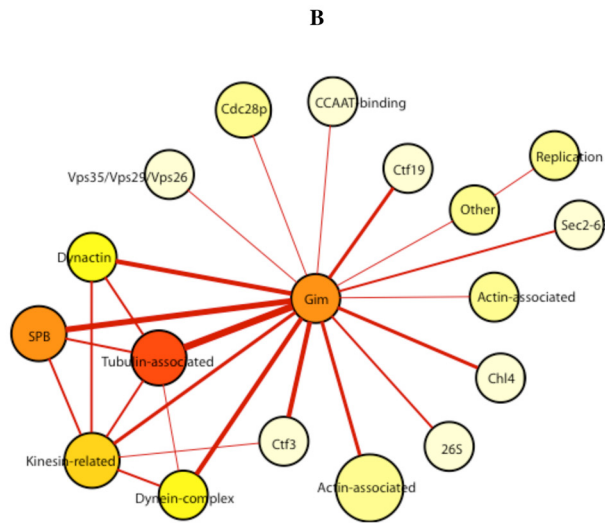 B
CCAAT-binding
Cdc28p
Replication
Ctf19
Vps35/Vps29/Vps26
Other
Sec2-6
Dynactin
Gim
Actin-associated
SPB
Tubulin-associated
Chl4
Ctf3
26S
Kinesin-related
Actin-associated
Dynein-complex